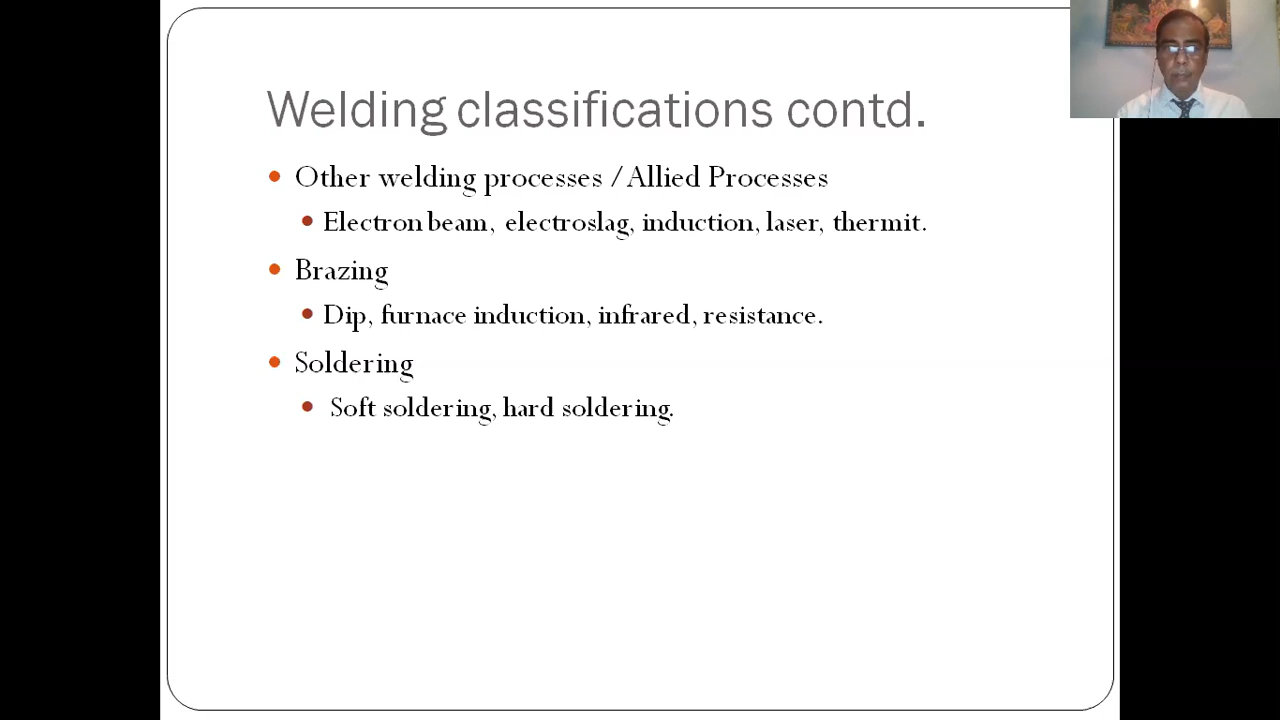 Welding classifications contd.
Other welding processes / Allied Processes
Electron beam, electroslag, induction, laser, thermit.
Brazing
Dip, furnace induction, infrared, resistance.
Soldering
Soft soldering, hard soldering.